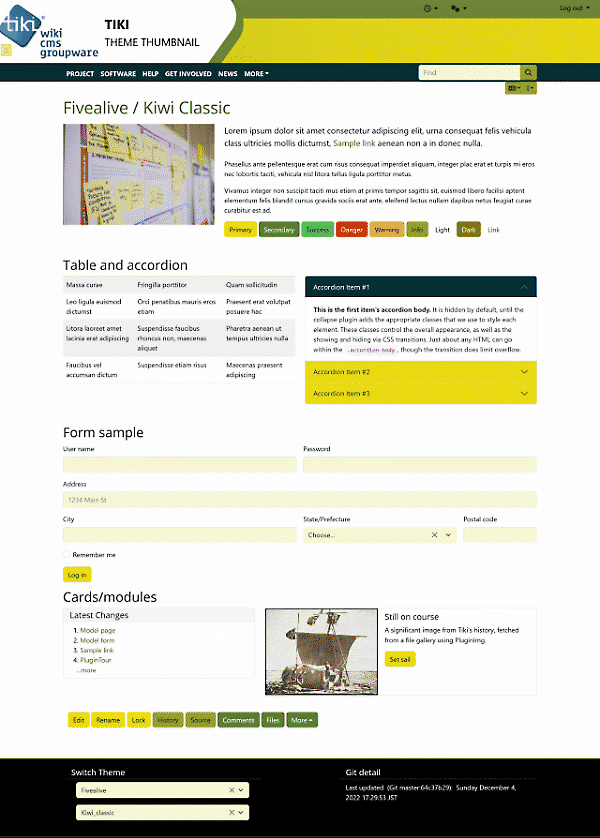 Log out
tiki
wiki
cms
groupware
TIKI
THEME THUMBNAIL
PROJECT SOFTWARE HELP GET INVOLVED NEWS MORE
Find
Fivealive / Kiwi Classic
Lorem ipsum dolor sit amet consectetur adipiscing elit, urna consequat felis vehicula
class ultricies mollis dictumst, Sample link aenean non a in donec nulla.
Phasellus ante pellentesque erat cum risus consequat imperdiet aliquam, integer plac erat et turpis mi eros
nec lobortis taciti, vehicula nisl litora tellus ligula porttitor metus.
Vivamus integer non suscipit taciti mus etiam at primis tempor sagittis sit, euismod libero facilisi aptent
elementum felis blandit cursus gravida sociis erat ante, eleifend lectus nullam dapibus netus feugiat curae
curabitur est ad.
Primary Secondary Success Danger Warning Info Light Dark Link
Table and accordion
Massa curae Fringilla porttitor Quam sollicitudin
Leo ligula euismod Orci penatibus mauris eros Praesent erat volutpat
dictumst etiam posuere hac
Litora laoreet amet Suspendisse faucibus Pharetra aenean ut
lacinia erat adipiscing rhoncus non, maecenas tempus ultricies nulla
aliquet
Faucibus vel Suspendisse etiam risus Maecenas praesent
accumsan dictum adipiscing
Accordion Item #1
This is the first item's accordion body. It is hidden by default, until the
collapse plugin adds the appropriate classes that we use to style each
element. These classes control the overall appearance, as well as the
showing and hiding via CSS transitions. Just about any HTML can go
within the .accordion-body, though the transition does limit overflow.
Accordion Item #2
Accordion Item #3
Form sample
User name Password
Address
1234 Main St
City State/Prefecture Postal code
Choose...
Remember me
Log in
Cards/modules
Latest Changes
1. Model page
2. Model form
3. Sample link
4. PluginTour
...more
Still on course
A significant image from Tiki's history, fetched
from a file gallery using PluginImg.
Set sail
Edit Rename Lock History Source Comments Files More
Switch Theme
Fivealive
Kiwi_classic
Git detail
Last updated (Git master:64c37b29) Sunday December 4,
2022 17:29:53 JST